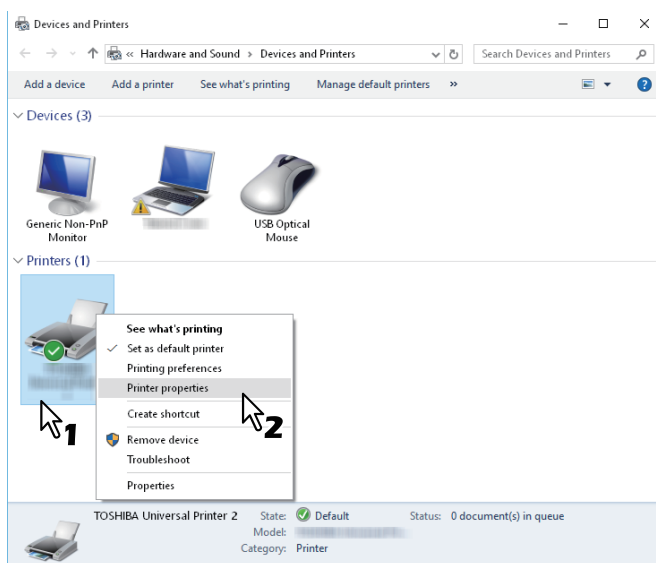 Devices and Printers
« Hardware and Sound > Devices and Printers
Search Devices and Printers
Add a device Add a printer See what's printing Manage default printers »
Devices (3)
Generic Non-PnP
Monitor
USB Optical
Mouse
Printers (1)
See what's printing
Set as default printer
Printing preferences
Printer properties
Create shortcut
Remove device
Troubleshoot
Properties
1
2
TOSHIBA Universal Printer 2 State: Default Status: 0 document(s) in queue
Model:
Category: Printer